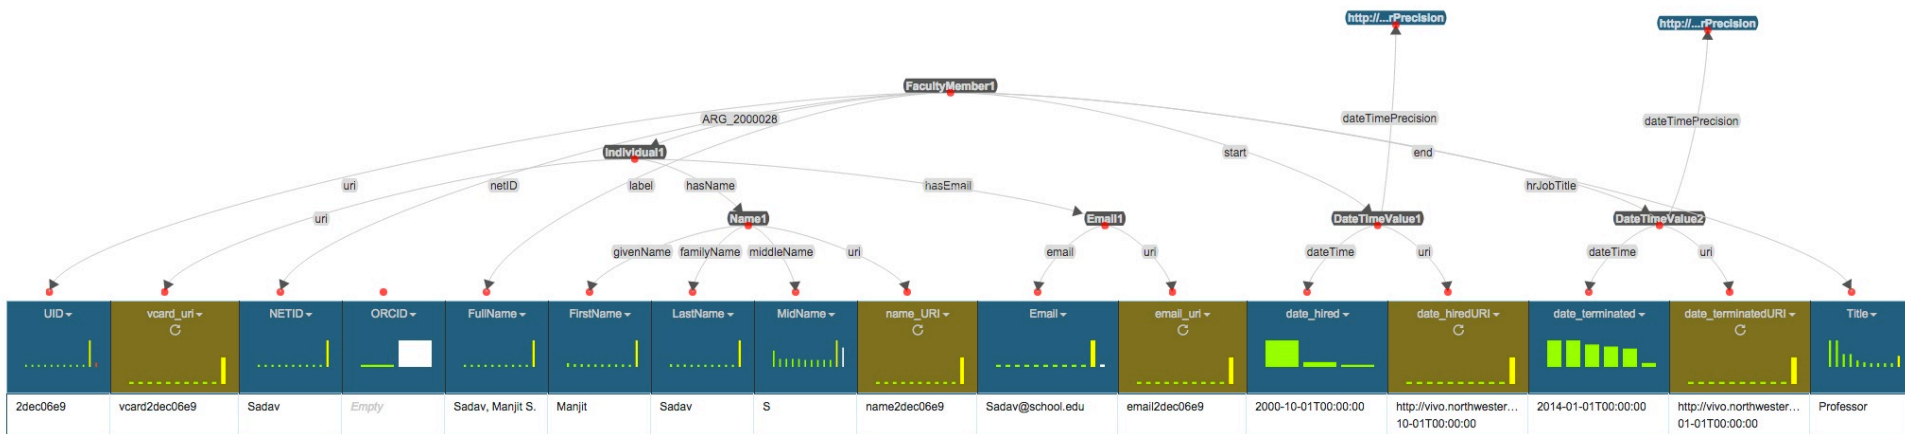 http://...rPrecision
http://...rPrecision
FacultyMember1
ARG_2000028
dateTimePrecision
dateTimePrecision
Individual1
start
end
uri
netID
label
hasName
hasEmail
hrJobTitle
uri
Name1
Email1
DateTimeValue1
DateTimeValue2
givenName
familyName
middleName
uri
email
uri
dateTime
uri
dateTime
uri
UID
vcard_uri
NETID
ORCID
FullName
FirstName
LastName
MidName
name_URI
Email
email_uri
date_hired
date_hiredURI
date_terminated
date_terminatedURI
Title
2dec06e9
vcard2dec06e9
Sadav
Empty
Sadav, Manjit S.
Manjit
Sadav
S
name2dec06e9
Sadav@school.edu
email2dec06e9
2000-10-01T00:00:00
http://vivo.northwester...
10-01T00:00:00
2014-01-01T00:00:00
http://vivo.northwester...
01-01T00:00:00
Professor